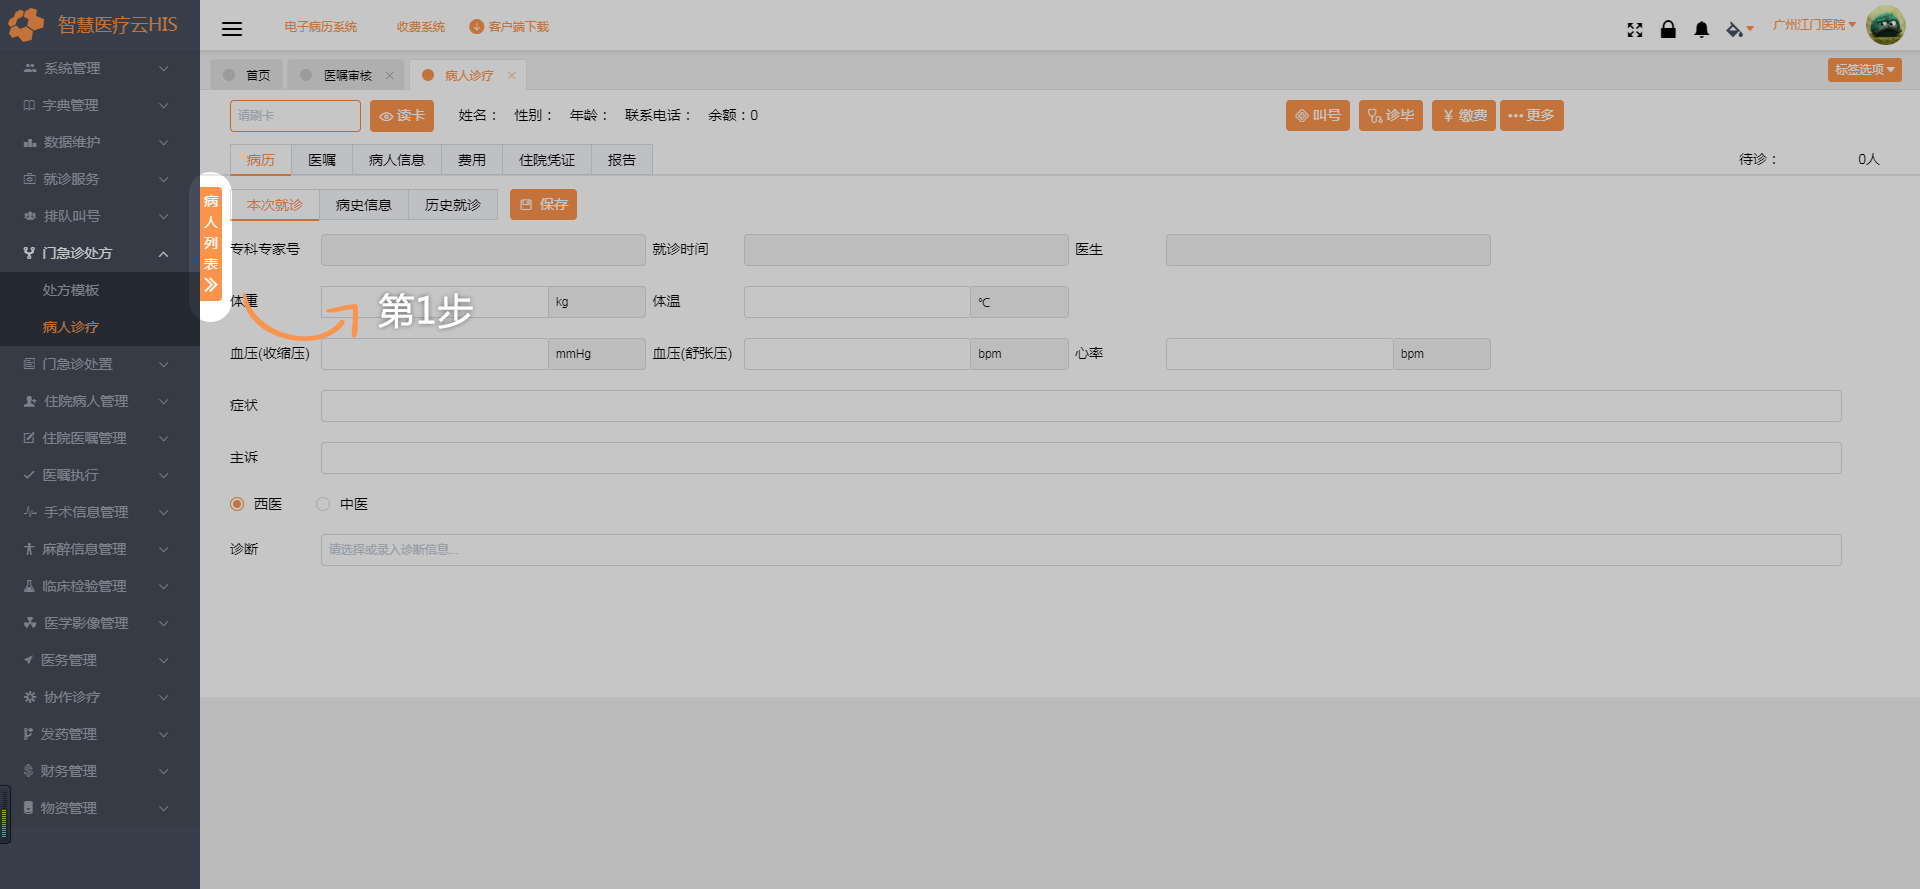 智慧医疗云HIS
电子病历系统 收费系统 客户端下载
广州江门医院
首页 医嘱审核 病人诊疗
标签选项
请刷卡 读卡 姓名： 性别： 年龄： 联系电话： 余额：0
叫号 诊毕 缴费 更多
病历 医嘱 病人信息 费用 住院凭证 报告
待诊： 0人
本次就诊 病史信息 历史就诊 保存
专科专家号 就诊时间 医生
体重 kg 体温 ℃
第1步
血压(收缩压) mmHg 血压(舒张压) bpm 心率 bpm
症状
主诉
西医 中医
诊断 请选择或录入诊断信息...
病人列表
系统管理
字典管理
数据维护
就诊服务
排队叫号
门急诊处方
处方模板
病人诊疗
门急诊处置
住院病人管理
住院医嘱管理
医嘱执行
手术信息管理
麻醉信息管理
临床检验管理
医学影像管理
医务管理
协作诊疗
发药管理
财务管理
物资管理